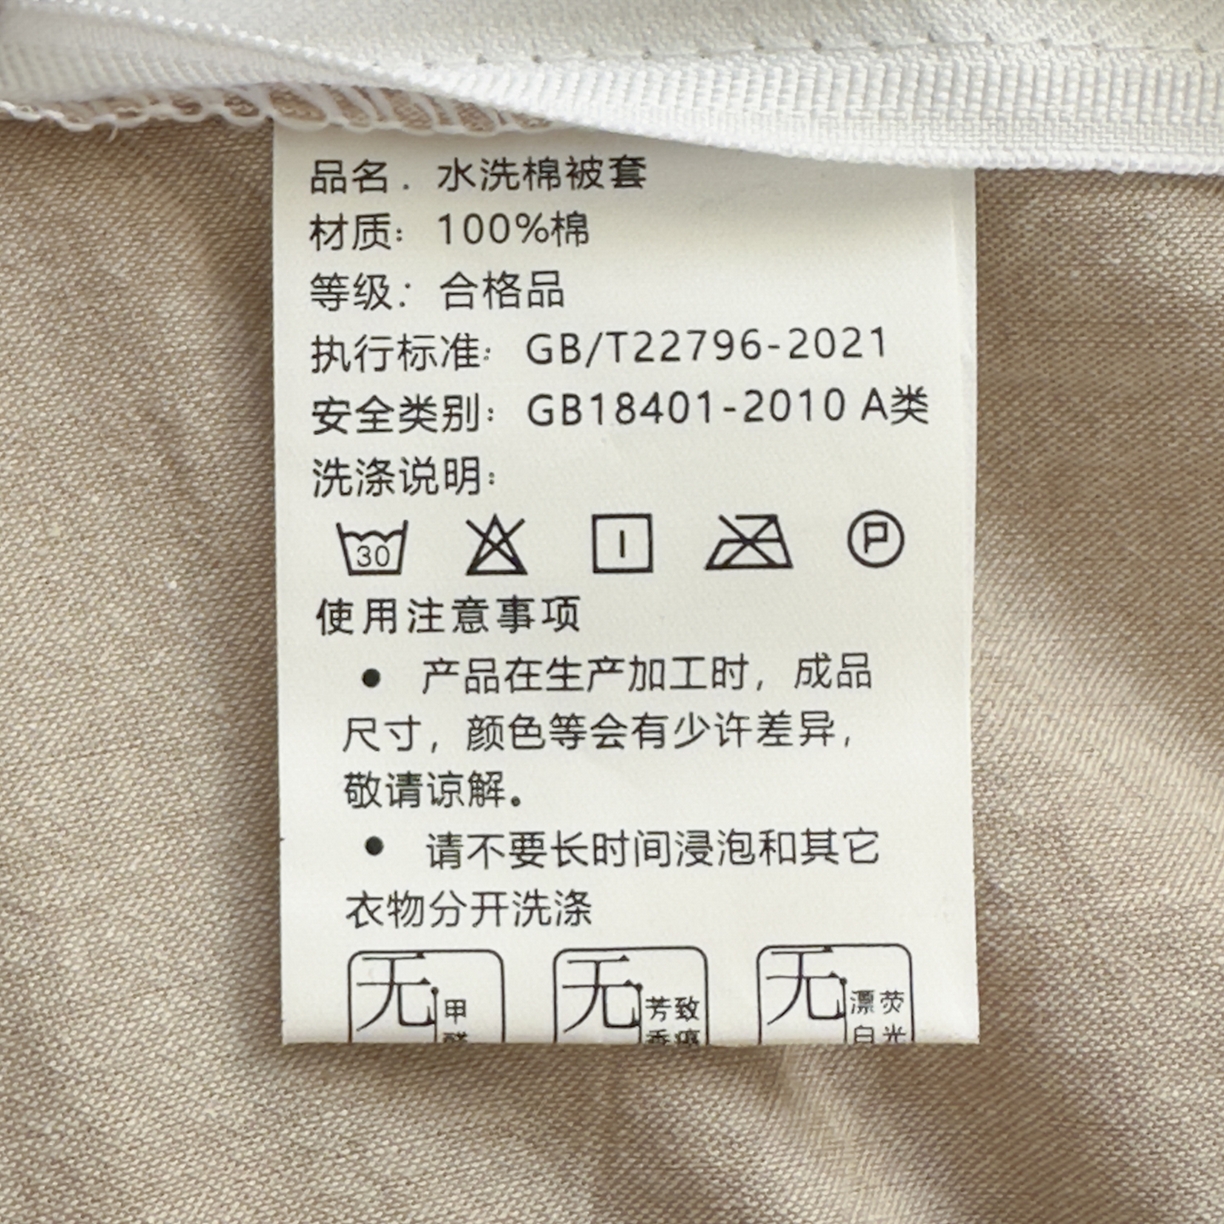 品名. 水洗棉被套
材质: 100%棉
等级: 合格品
执行标准: GB/T22796-2021
安全类别: GB18401-2010 A类
洗涤说明:
30 P
使用注意事项
• 产品在生产加工时，成品
尺寸，颜色等会有少许差异，
敬请谅解。
• 请不要长时间浸泡和其它
衣物分开洗涤
无 甲 无 芳致 无 漂荧